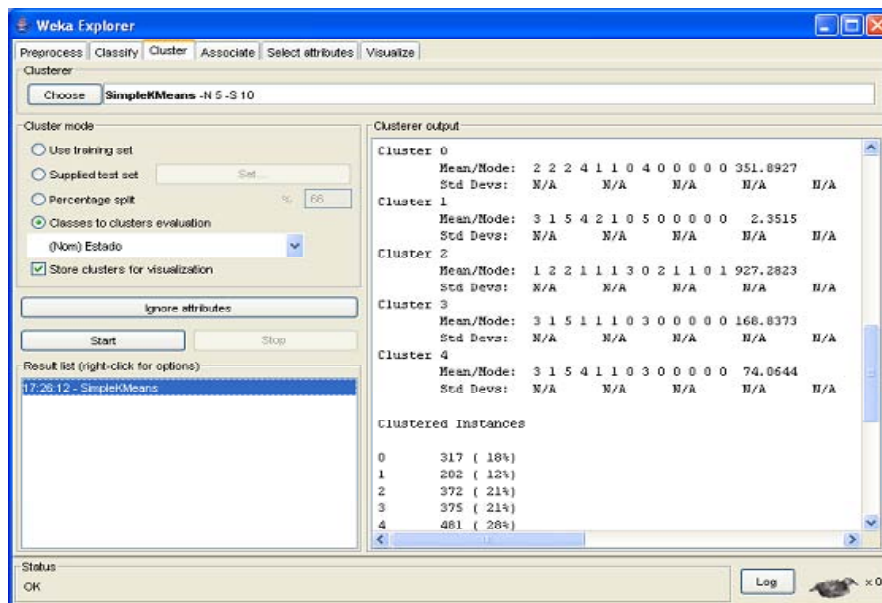 Weka Explorer
Preprocess Classify Cluster Associate Select attributes Visualize
Clusterer
Choose SimpleKMeans -N 5 -S 10
Cluster mode
Use training set
Supplied test set Set...
Percentage split % 66
Classes to clusters evaluation
(Nom) Estado
Store clusters for visualization
Ignore attributes
Start Stop
Result list (right-click for options)
17:26:12 - SimpleKMeans
Clusterer output
Cluster 0
Mean/Mode: 2 2 2 4 1 1 0 4 0 0 0 0 0 351.8927
Std Devs: N/A N/A N/A N/A N/A
Cluster 1
Mean/Mode: 3 1 5 4 2 1 0 5 0 0 0 0 0 2.3515
Std Devs: N/A N/A N/A N/A N/A
Cluster 2
Mean/Mode: 1 2 2 1 1 1 3 0 2 1 1 0 1 927.2823
Std Devs: N/A N/A N/A N/A N/A
Cluster 3
Mean/Mode: 3 1 5 1 1 1 0 3 0 0 0 0 0 168.8373
Std Devs: N/A N/A N/A N/A N/A
Cluster 4
Mean/Mode: 3 1 5 4 1 1 0 3 0 0 0 0 0 74.0644
Std Devs: N/A N/A N/A N/A N/A
Clustered Instances
0 317 ( 18%)
1 202 ( 12%)
2 372 ( 21%)
3 375 ( 21%)
4 481 ( 28%)
Status
OK
Log
x 0